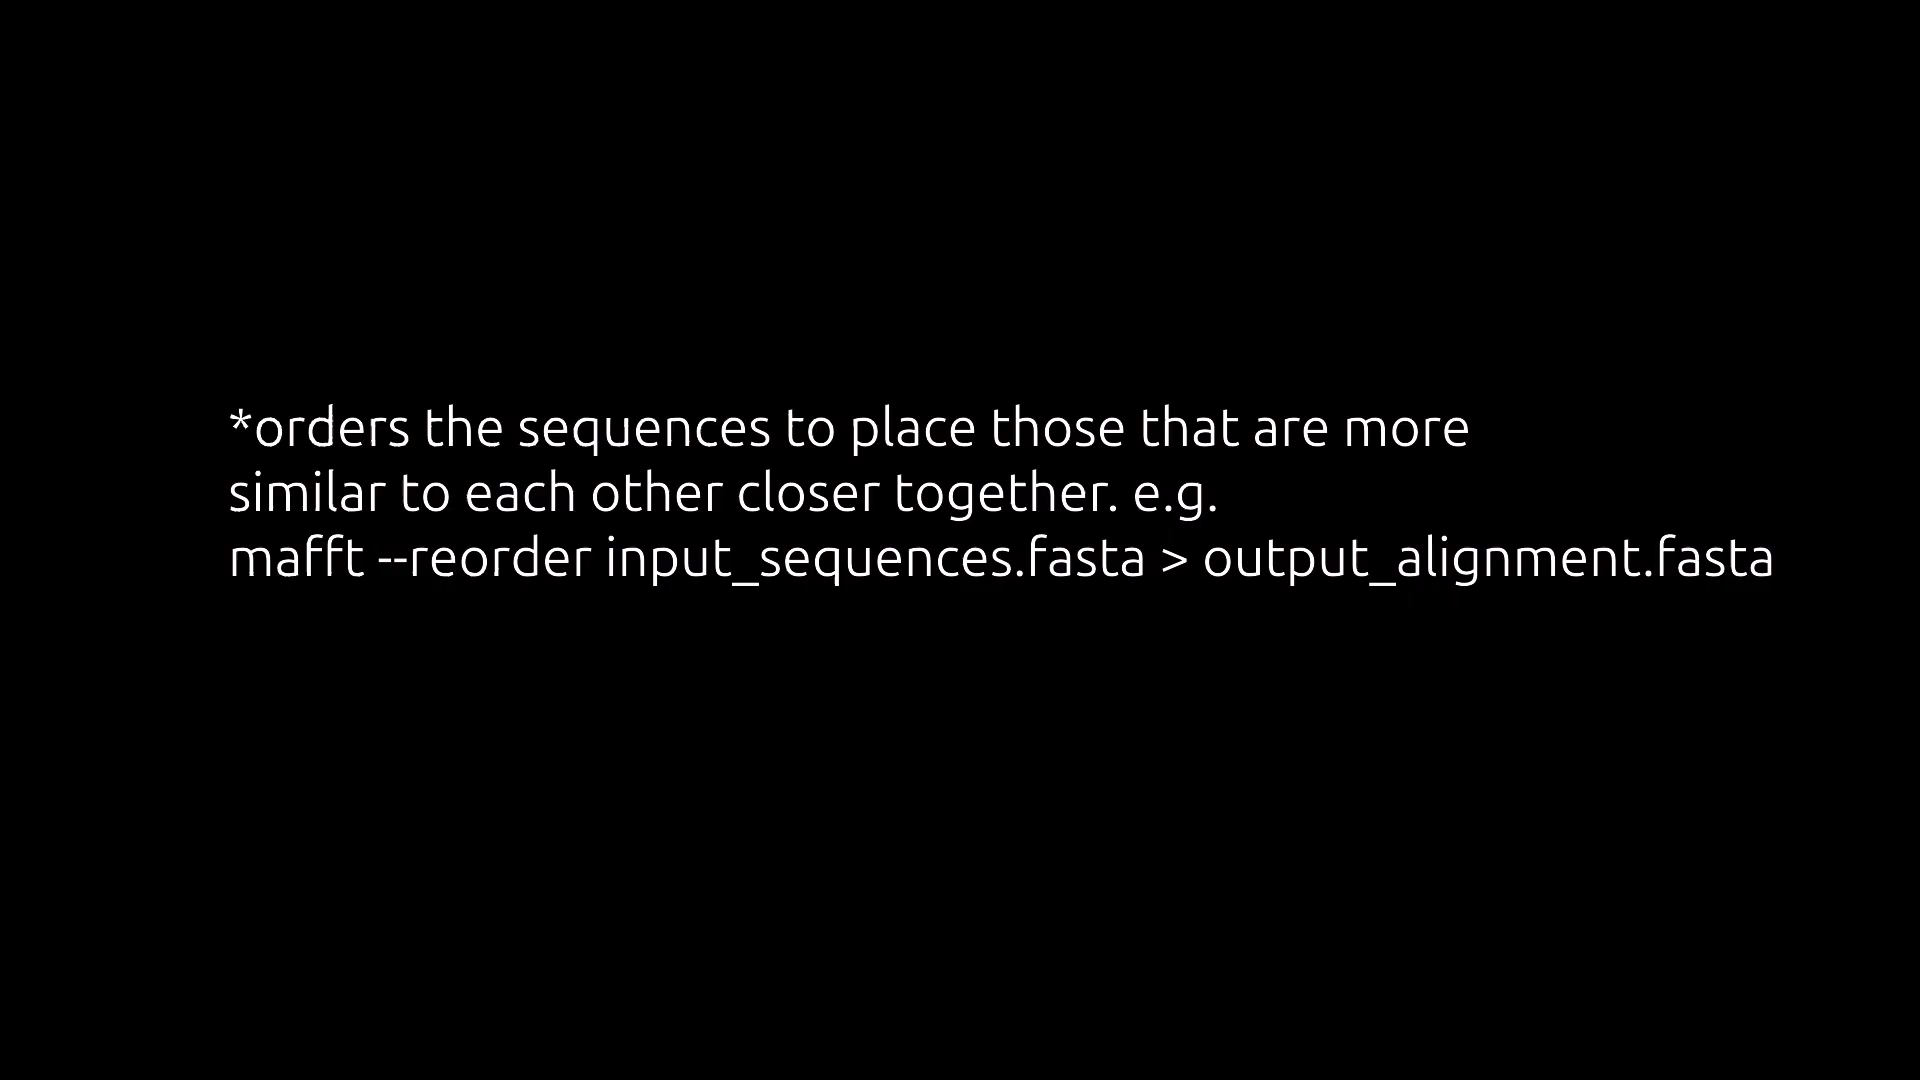 *orders the sequences to place those that are more
similar to each other closer together. e.g.
mafft --reorder input_sequences.fasta > output_alignment.fasta